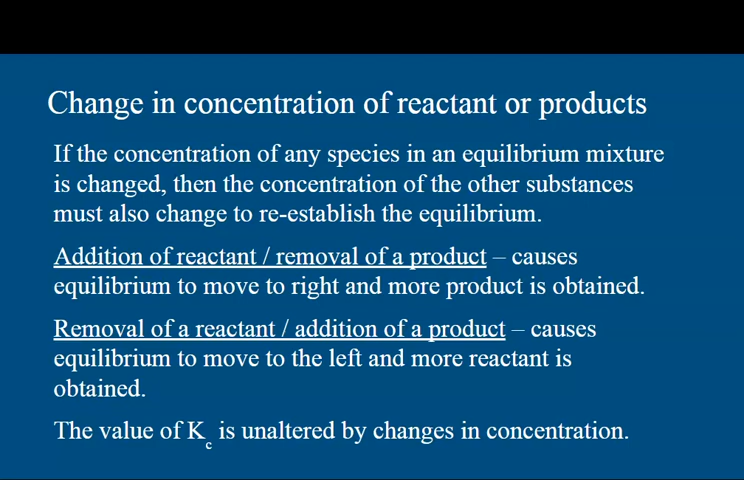 Change in concentration of reactant or products
If the concentration of any species in an equilibrium mixture
is changed, then the concentration of the other substances
must also change to re-establish the equilibrium.
Addition of reactant / removal of a product – causes
equilibrium to move to right and more product is obtained.
Removal of a reactant / addition of a product – causes
equilibrium to move to the left and more reactant is
obtained.
The value of Kc is unaltered by changes in concentration.